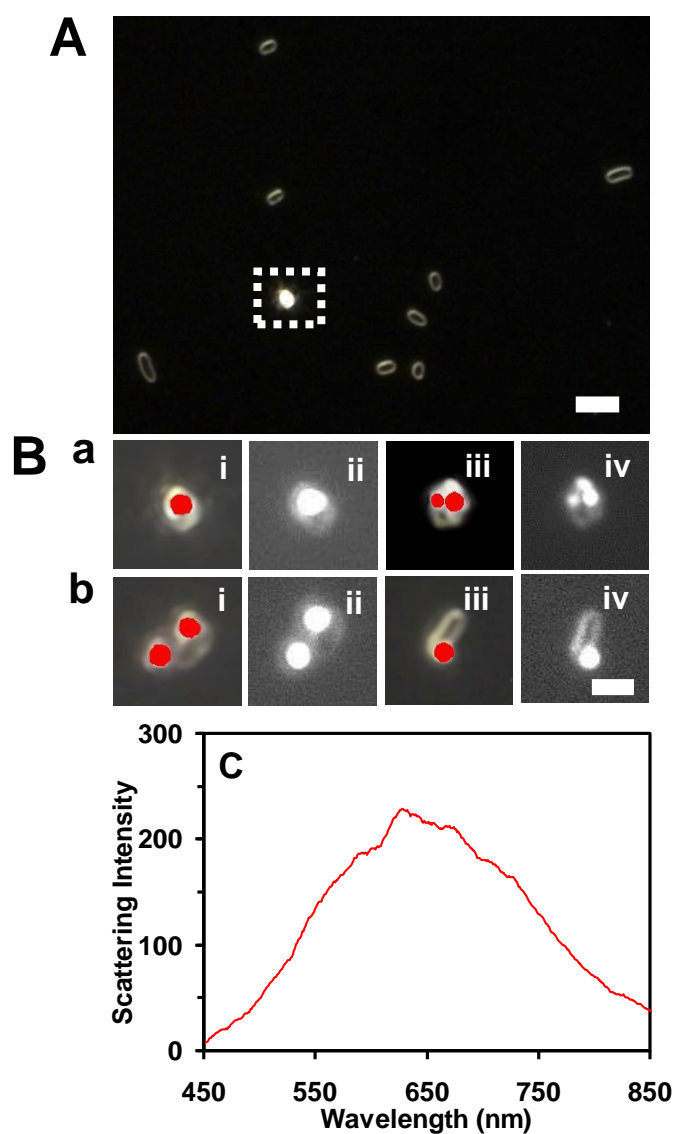 A
B a i ii iii iv
b i ii iii iv
300
C
200
100
0
Scattering Intensity
450 550 650 750 850
Wavelength (nm)